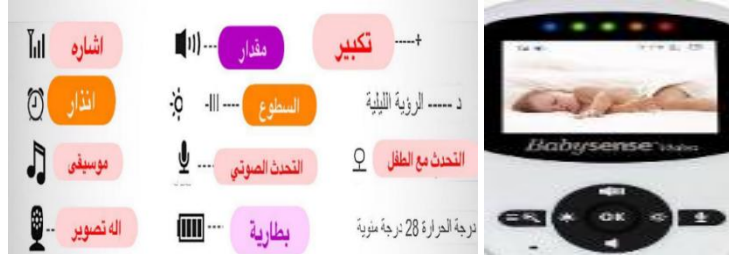 اشاره
مقدار
تكبير -----+
انذار
السطوع
د ----- الرؤية الليلية
موسيقى
التحدث الصوتي
التحدث مع الطفل
اله تصوير
بطارية
درجة الحرارة 28 درجة مئوية
Babysense
OK